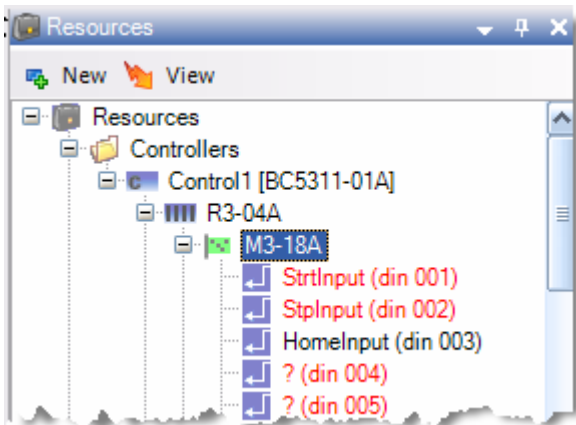 Resources
New View
Resources
Controllers
Control1 [BC5311-01A]
R3-04A
M3-18A
StrtInput (din 001)
StpInput (din 002)
HomeInput (din 003)
? (din 004)
? (din 005)